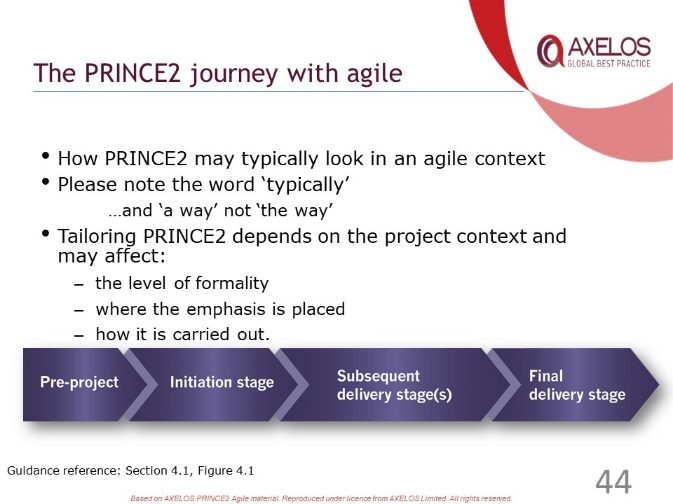 AXELOS
GLOBAL BEST PRACTICE
The PRINCE2 journey with agile
• How PRINCE2 may typically look in an agile context
• Please note the word ‘typically’
…and ‘a way’ not ‘the way’
• Tailoring PRINCE2 depends on the project context and
may affect:
– the level of formality
– where the emphasis is placed
– how it is carried out.
Pre-project
Initiation stage
Subsequent
delivery stage(s)
Final
delivery stage
Guidance reference: Section 4.1, Figure 4.1
44
Based on AXELOS PRINCE2 Agile material. Reproduced under licence from AXELOS Limited. All rights reserved.